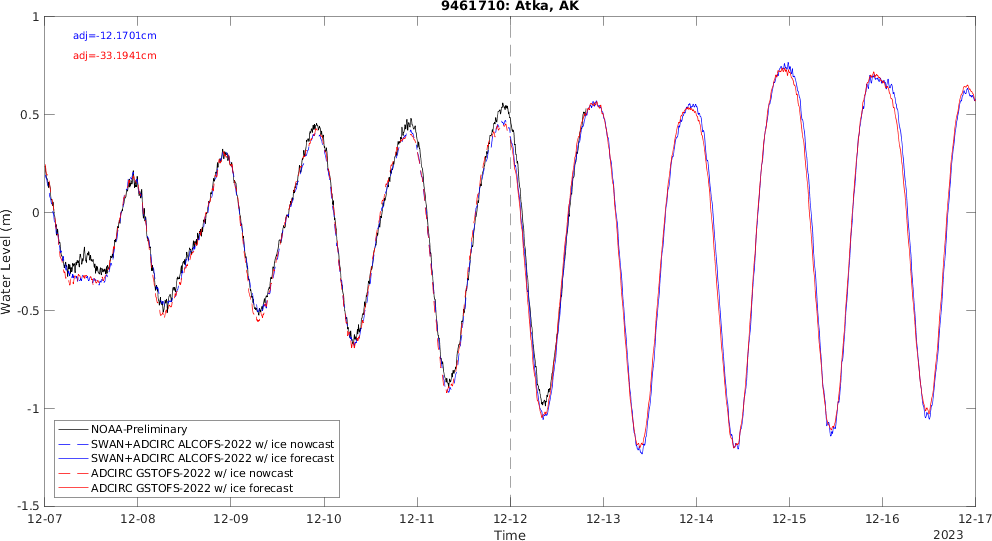 9461710: Atka, AK
adj=-12.1701cm
adj=-33.1941cm
Water Level (m)
1
0.5
0
-0.5
-1
-1.5
NOAA-Preliminary
SWAN+ADCIRC ALCOFS-2022 w/ ice nowcast
SWAN+ADCIRC ALCOFS-2022 w/ ice forecast
ADCIRC GSTOFS-2022 w/ ice nowcast
ADCIRC GSTOFS-2022 w/ ice forecast
12-07 12-08 12-09 12-10 12-11 12-12 12-13 12-14 12-15 12-16 12-17
Time
2023